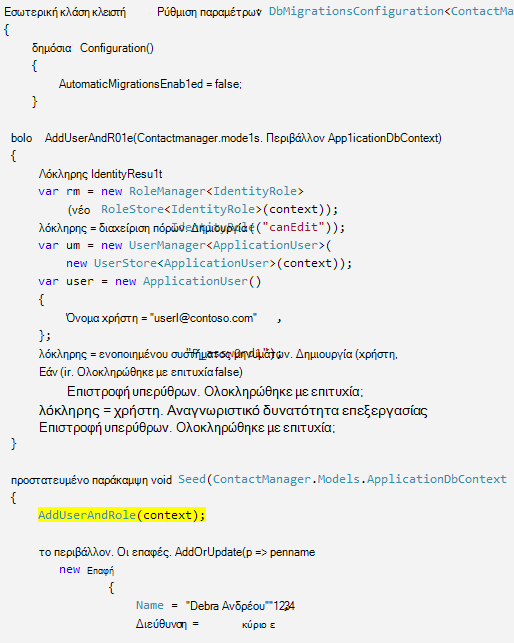 Εσωτερική κλάση κλειστή Ρύθμιση παραμέτρων : DbMigrationsConfiguration<ContactMa
{
δημόσια Configuration()
{
AutomaticMigrationsEnab1ed = false;
}
bolo AddUserAndR01e(Contactmanager.mode1s. Περιβάλλον App1icationDbContext)
{
Λόκληρης IdentityResu1t
var rm = new RoleManager<IdentityRole>
(νέο RoleStore<IdentityRole>(context));
λόκληρης = διαχείριση πόρων. Δημιουργία ( ("canEdit"));
var um = new UserManager<ApplicationUser>(
new UserStore<ApplicationUser>(context));
var user = new ApplicationUser()
{
Όνομα χρήστη = "userl@contoso.com" ,
};
λόκληρης = ενοποιημένου συστήματος μηνυμάτων. Δημιουργία (χρήστη,
Εάν (ir. Ολοκληρώθηκε με επιτυχία false)
Επιστροφή υπερύθρων. Ολοκληρώθηκε με επιτυχία;
λόκληρης = χρήστη. Αναγνωριστικό δυνατότητα επεξεργασίας
Επιστροφή υπερύθρων. Ολοκληρώθηκε με επιτυχία;
}
προστατευμένο παράκαμψη void Seed(ContactManager.Models.ApplicationDbContext
{
AddUserAndRole(context);
το περιβάλλον. Οι επαφές. AddOrUpdate(p => penname
new Επαφή
{
Name = "Debra Ανδρέου""1234
Διεύθυνση = κύριο ε